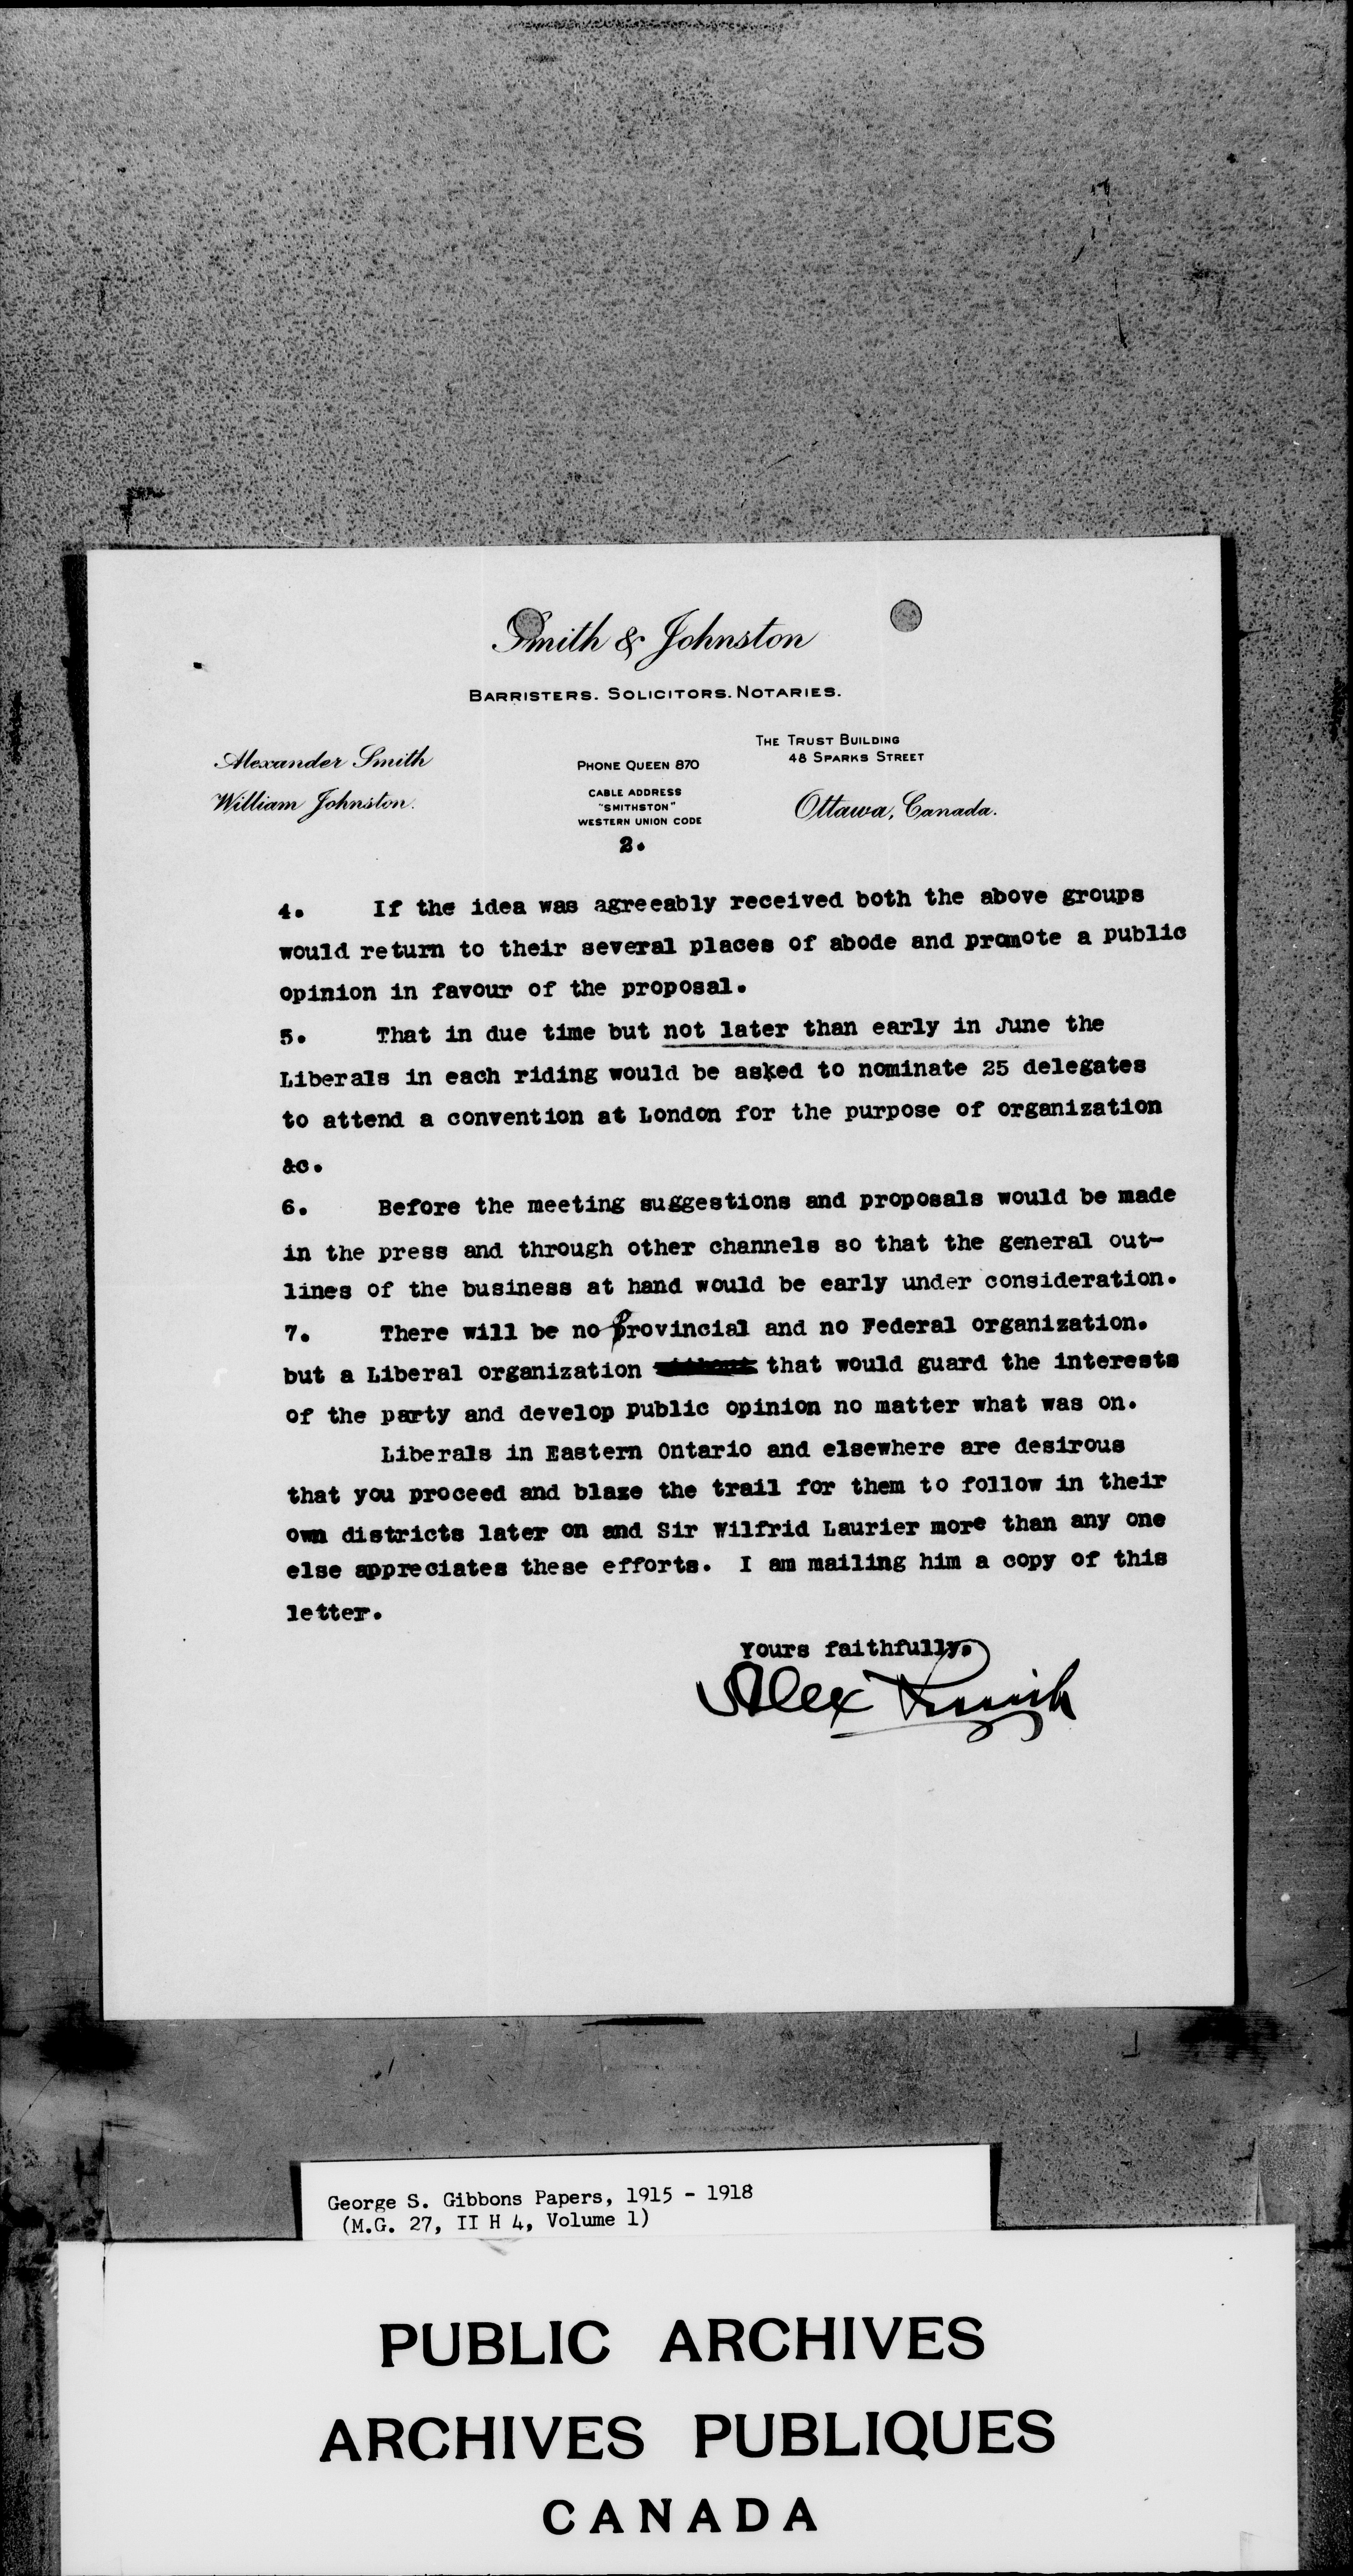 Smith & Johnston
BARRISTERS. SOLICITORS. NOTARIES.
Alexander Smith
William Johnston.
PHONE QUEEN 870
CABLE ADDRESS
"SMITHSTON"
WESTERN UNION CODE
THE TRUST BUILDING
48 SPARKS STREET
Ottawa, Canada.
2.
4. If the idea was agreeably received both the above groups
would return to their several places of abode and promote a public
opinion in favour of the proposal.
5. That in due time but not later than early in June the
Liberals in each riding would be asked to nominate 25 delegates
to attend a convention at London for the purpose of organization
&c.
6. Before the meeting suggestions and proposals would be made
in the press and through other channels so that the general out-
lines of the business at hand would be early under consideration.
7. There will be no Provincial and no Federal organization.
but a Liberal organization that would guard the interests
of the party and develop public opinion no matter what was on.
Liberals in Eastern Ontario and elsewhere are desirous
that you proceed and blaze the trail for them to follow in their
own districts later on and Sir Wilfrid Laurier more than any one
else appreciates these efforts. I am mailing him a copy of this
letter.
Yours faithfully,
Alex Smith
George S. Gibbons Papers, 1915 - 1918
(M.G. 27, II H 4, Volume 1)
PUBLIC ARCHIVES
ARCHIVES PUBLIQUES
CANADA